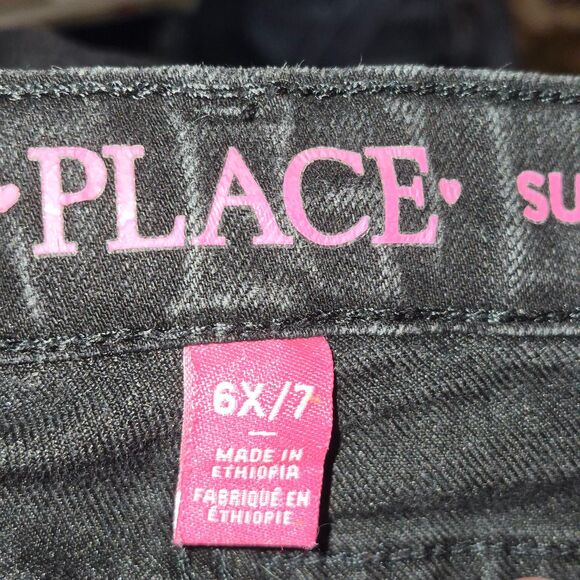 PLACE SU
6X/7
MADE IN
ETHIOPIA
FABRIQUÉ EN
ÉTHIOPIE